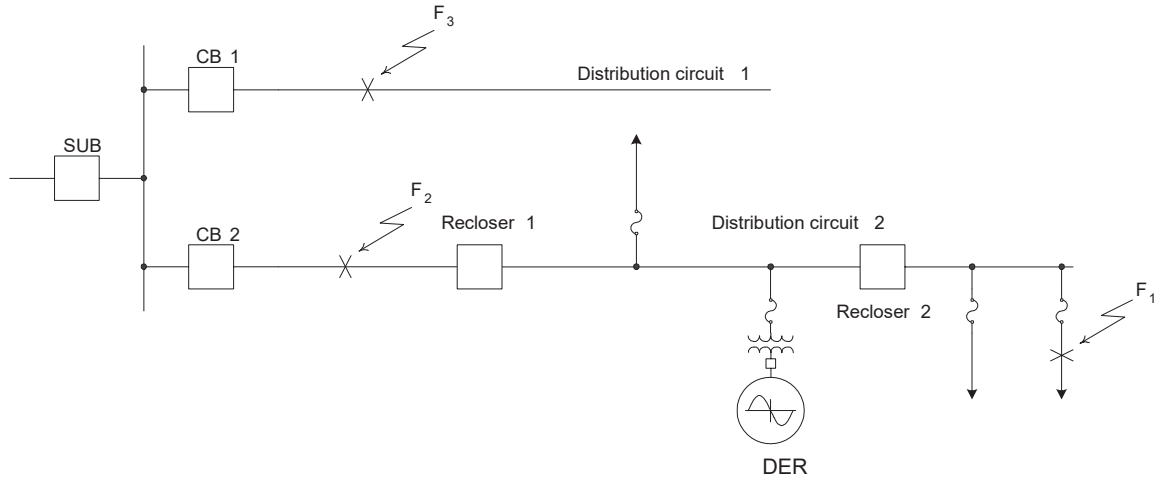 F3
CB 1
Distribution circuit 1
SUB
F2
CB 2
Recloser 1
Distribution circuit 2
Recloser 2
F1
DER